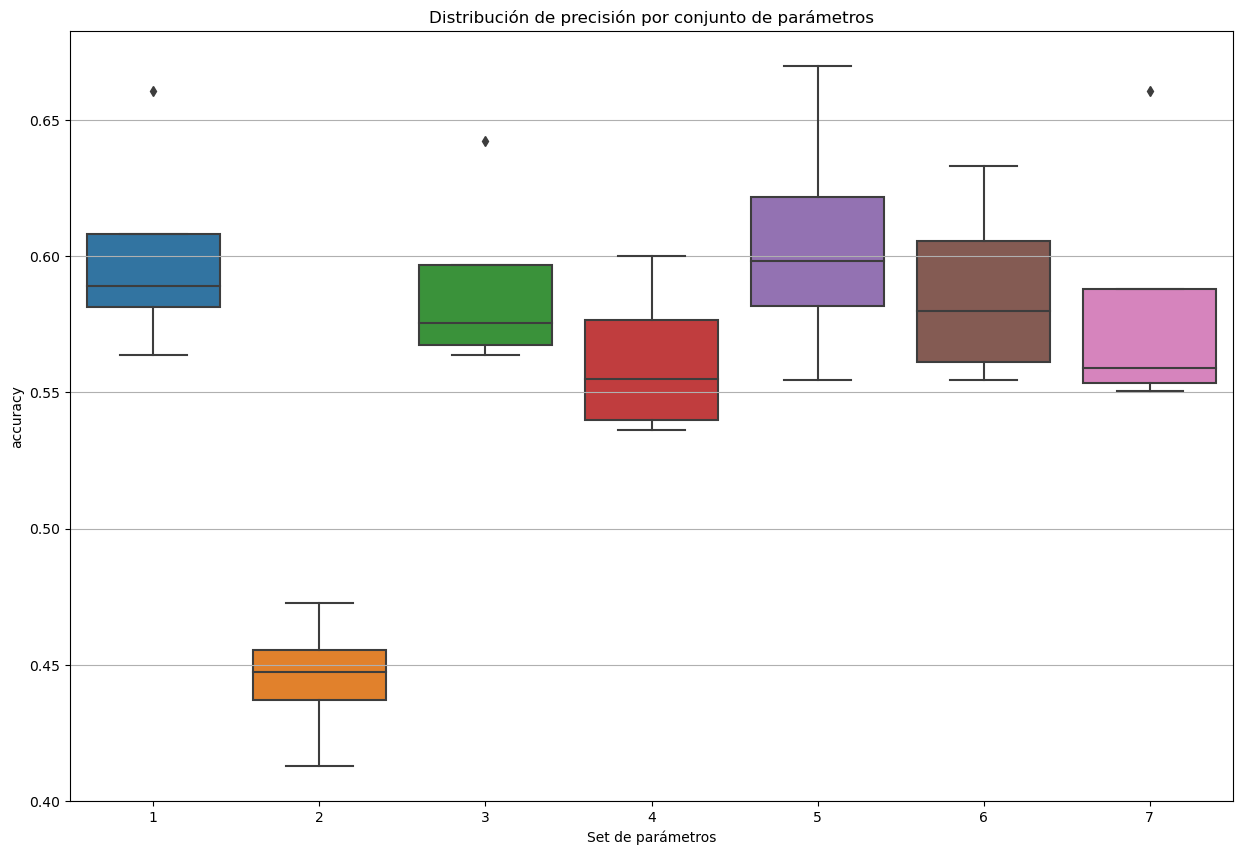 Distribución de precisión por conjunto de parámetros
accuracy
0.65
0.60
0.55
0.50
0.45
0.40
1 2 3 4 5 6 7
Set de parámetros